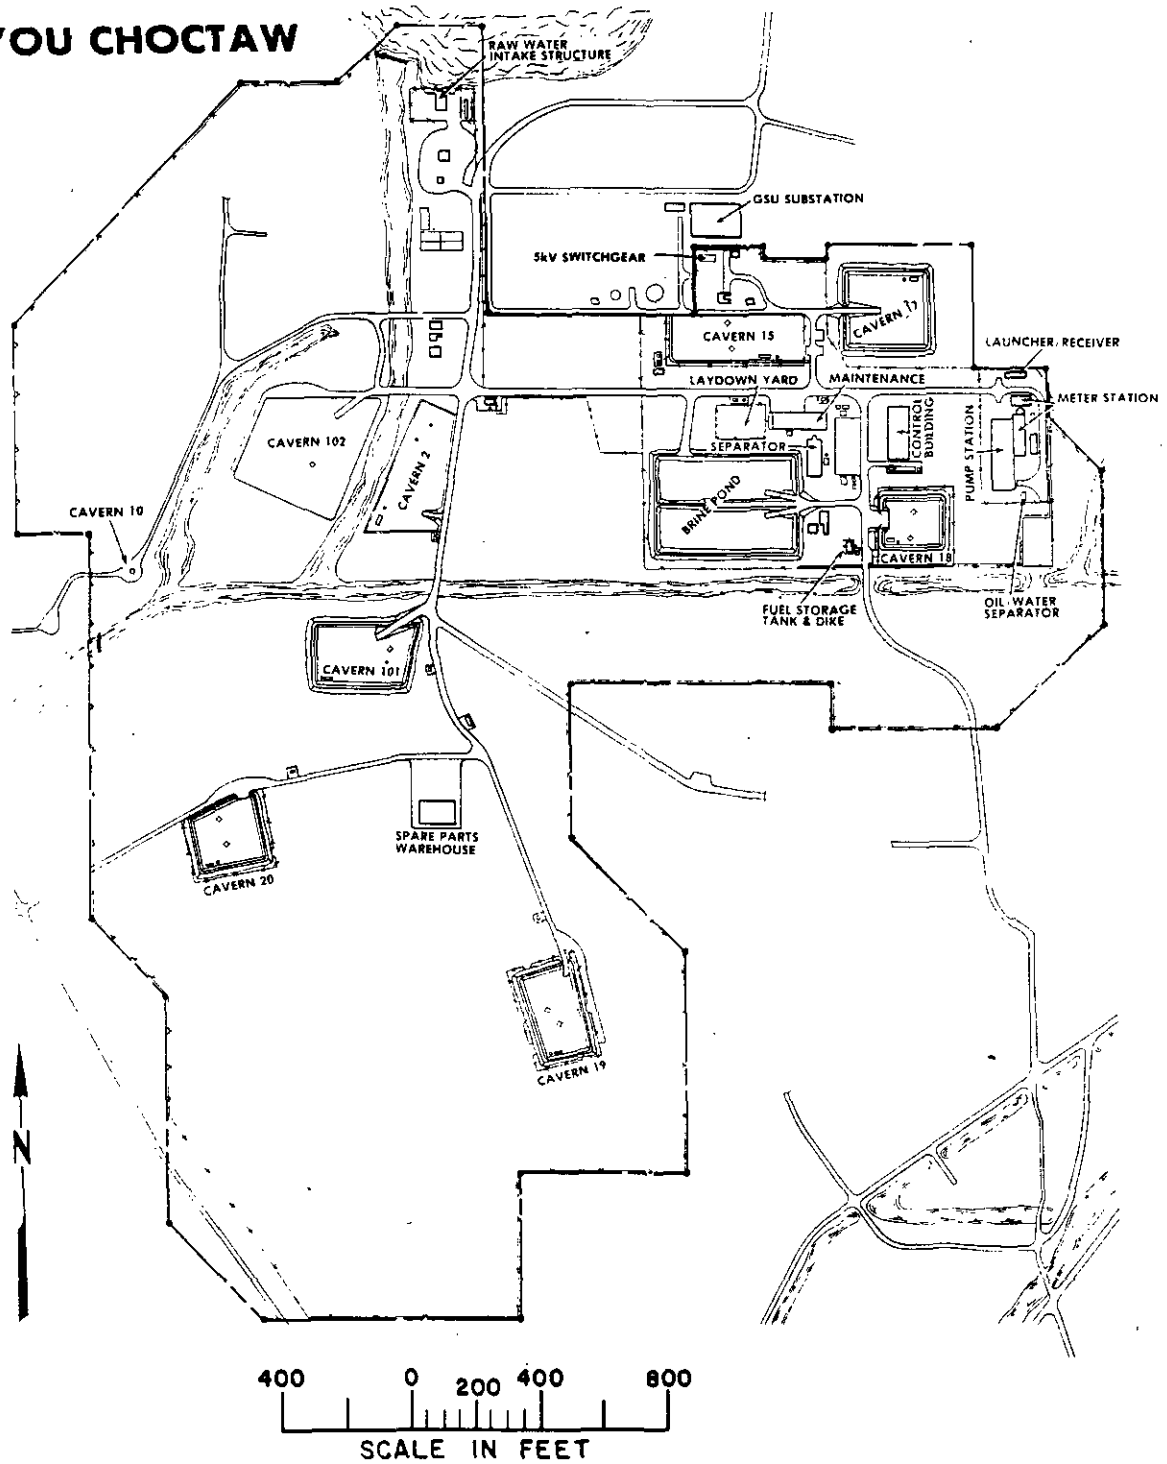 YOU CHOCTAW
RAW WATER
INTAKE STRUCTURE
GSU SUBSTATION
5kV SWITCHGEAR
CAVERN 17
CAVERN 15
LAUNCHER/RECEIVER
LAYDOWN YARD
MAINTENANCE
METER STATION
CAVERN 102
CAVERN 2
SEPARATOR
CONTROL
BUILDING
PUMP STATION
BRINE POND
CAVERN 10
CAVERN 18
FUEL STORAGE
TANK & DIKE
OIL-WATER
SEPARATOR
CAVERN 101
SPARE PARTS
WAREHOUSE
CAVERN 20
CAVERN 19
N
400 0 200 400 800
SCALE IN FEET